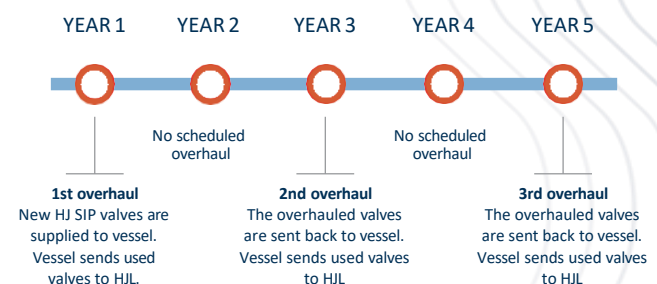 YEAR 1 YEAR 2 YEAR 3 YEAR 4 YEAR 5
No scheduled
overhaul
No scheduled
overhaul
1st overhaul
New HJ SIP valves are
supplied to vessel.
Vessel sends used
valves to HJL.
2nd overhaul
The overhauled valves
are sent back to vessel.
Vessel sends used valves
to HJL
3rd overhaul
The overhauled valves
are sent back to vessel.
Vessel sends used valves
to HJL